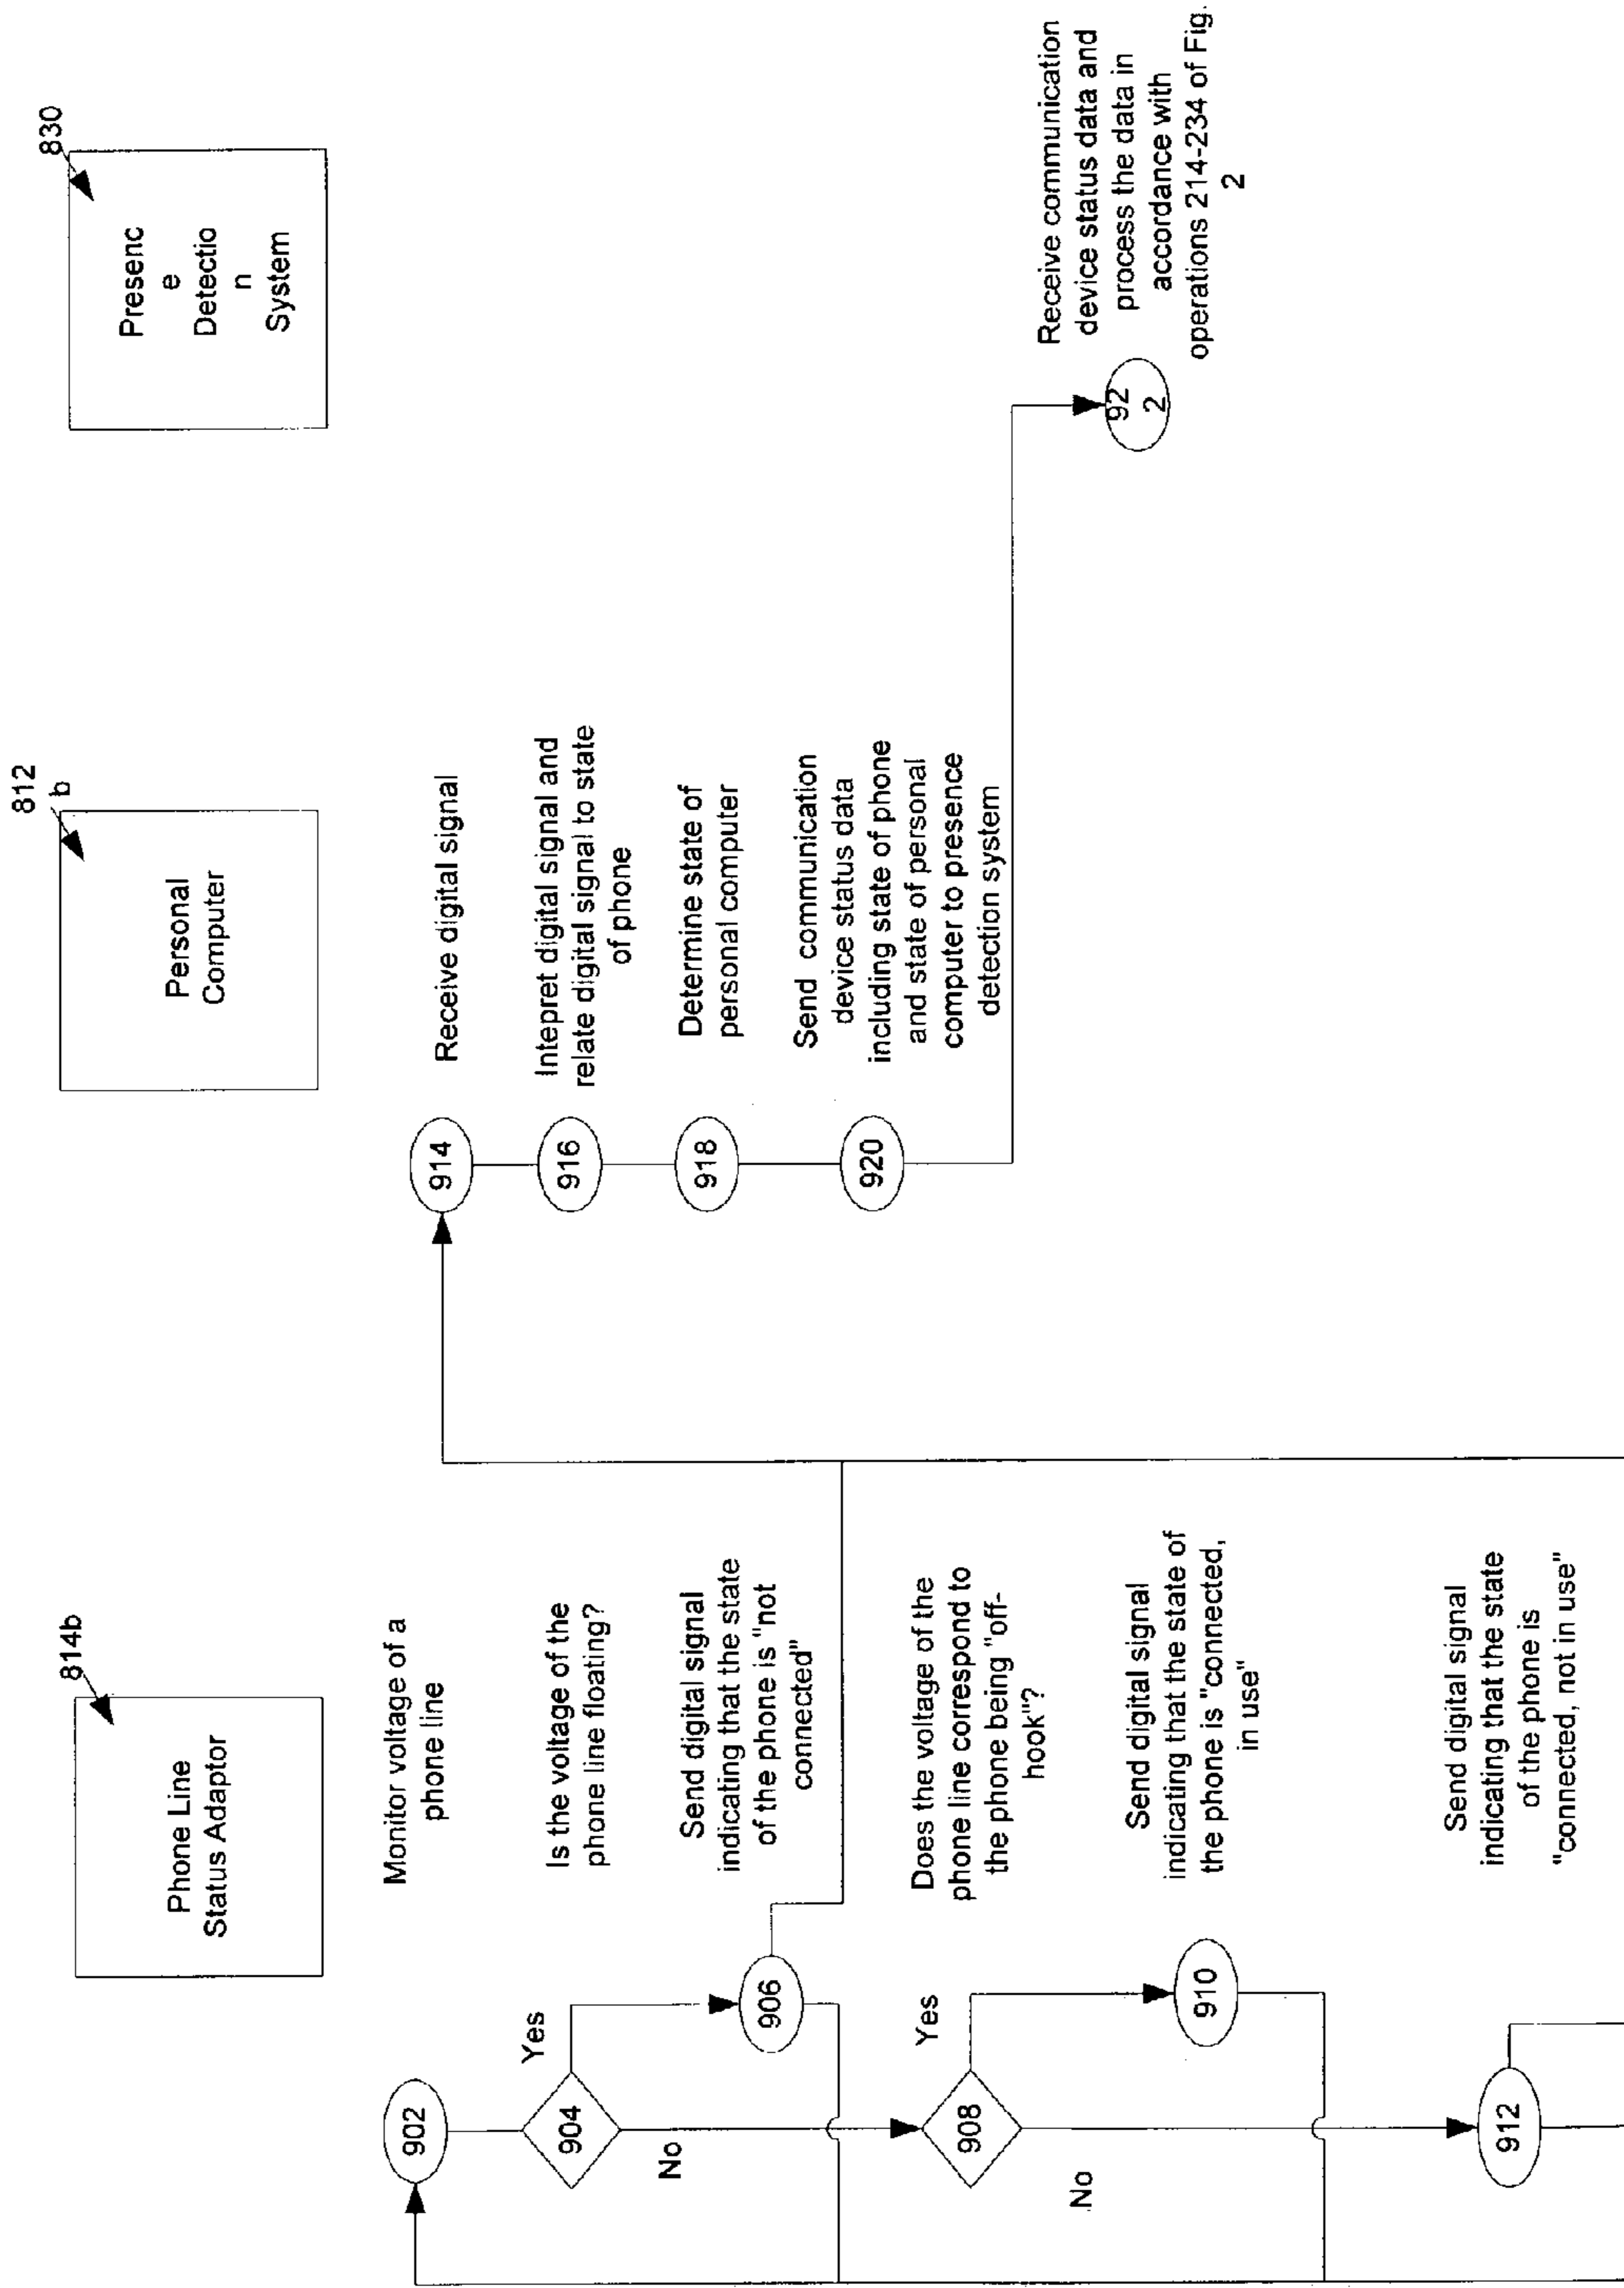 814b
Phone Line
Status Adaptor
902
Monitor voltage of a
phone line
904
Yes
No
Is the voltage of the
phone line floating?
906
Send digital signal
indicating that the state
of the phone is "not
connected"
908
Yes
No
Does the voltage of the
phone line correspond to
the phone being "off-
hook"?
910
Send digital signal
indicating that the state of
the phone is "connected,
in use"
912
Send digital signal
indicating that the state
of the phone is
"connected, not in use"
812
b
Personal
Computer
914
Receive digital signal
916
Intepret digital signal and
relate digital signal to state
of phone
918
Determine state of
personal computer
920
Send communication
device status data
including state of phone
and state of personal
computer to presence
detection system
830
Presenc
e
Detectio
n
System
92
2
Receive communication
device status data and
process the data in
accordance with
operations 214-234 of Fig.
2